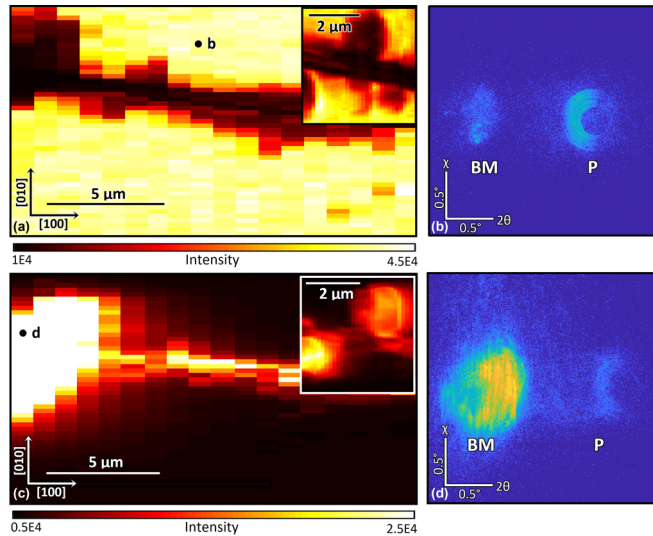 2 μm
b
[010]
5 μm
(a)
[100]
1E4
Intensity
4.5E4
BM
P
χ
0.5°
2θ
(b)
0.5°
2 μm
d
[010]
5 μm
(c)
[100]
0.5E4
Intensity
2.5E4
BM
P
χ
0.5°
2θ
(d)
0.5°